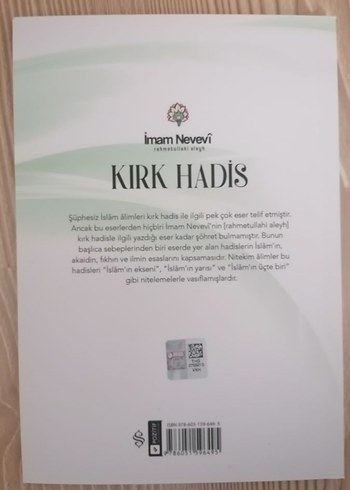 İmam Nevevî
rahmetullahi aleyh
KIRK HADİS
Şüphesiz İslâm âlimleri kırk hadis ile ilgili pek çok eser telif etmiştir.
Ancak bu eserlerden hiçbiri İmam Nevevî'nin [rahmetullahi aleyh]
kırk hadisle ilgili yazdığı eser kadar şöhret bulmamıştır. Bunun
başlıca sebeplerinden biri eserde yer alan hadislerin İslâm'ın,
akaidin, fıkhın ve ilmin esaslarını kapsamasıdır. Nitekim âlimler bu
hadisleri "İslâm'ın ekseni", "İslâm'ın yarısı" ve "İslâm'ın üçte biri"
gibi nitelemelerle vasıflamışlardır.
POZİTİF